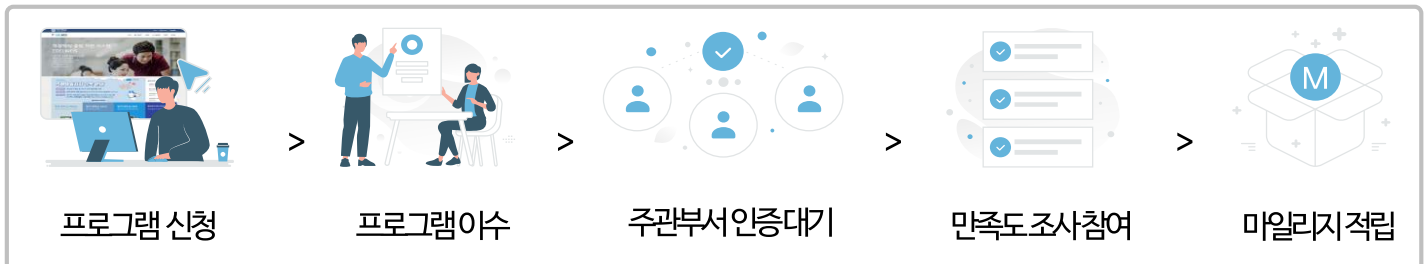 프로그램 신청
>
프로그램 이수
>
주관부서 인증 대기
>
만족도 조사 참여
>
M
마일리지 적립